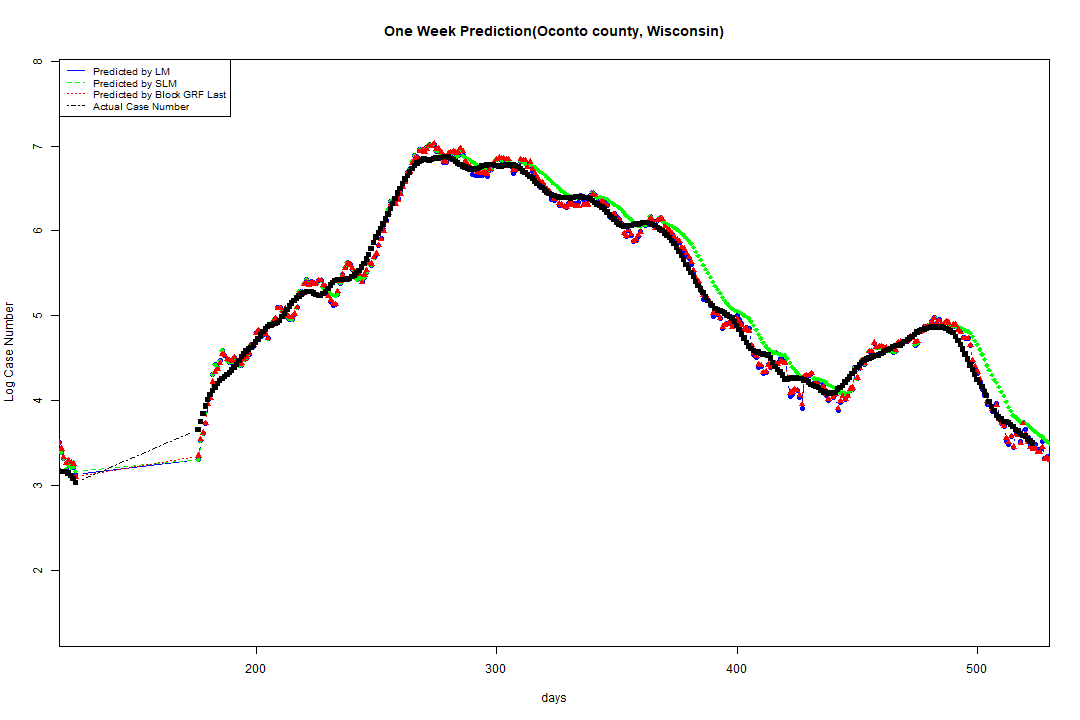 One Week Prediction(Oconto county, Wisconsin)
Predicted by LM
Predicted by SLM
Predicted by Block GRF Last
Actual Case Number
8
7
6
5
4
3
2
Log Case Number
200 300 400 500
days